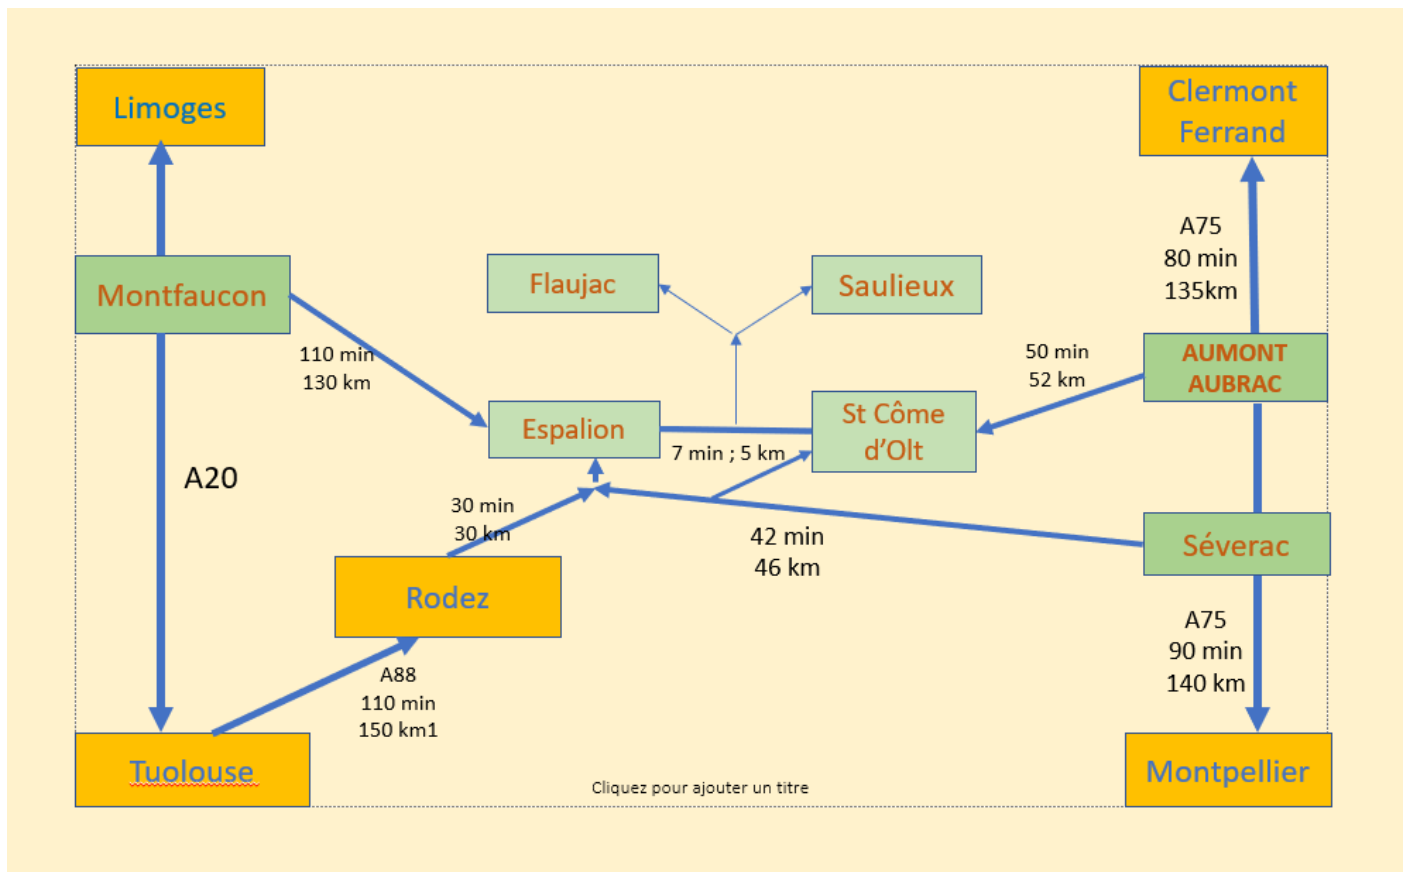 Limoges
Clermont
Ferrand
A75
80 min
135km
Montfaucon
Flaujac
Saulieux
110 min
130 km
50 min
52 km
AUMONT
AUBRAC
Espalion
St Côme
d’Olt
7 min ; 5 km
A20
30 min
30 km
42 min
46 km
Séverac
Rodez
A75
90 min
140 km
A88
110 min
150 km1
Tuolouse
Montpellier
Cliquez pour ajouter un titre